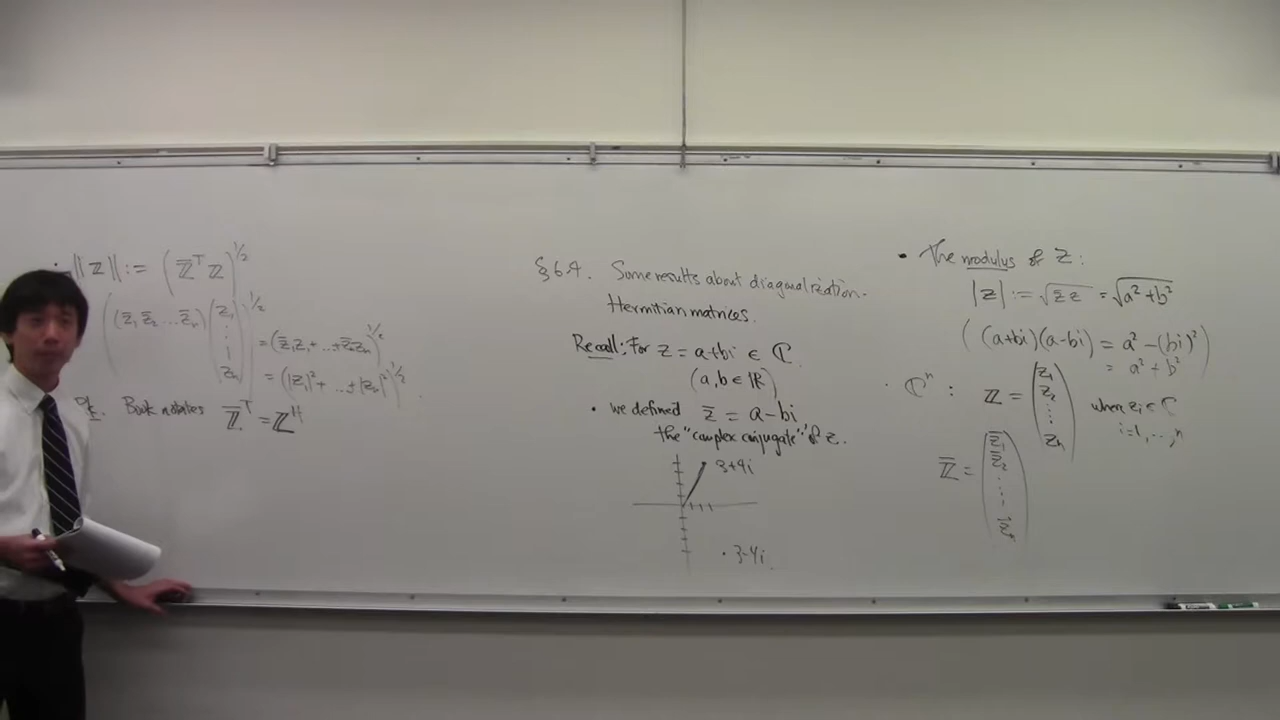 • ||ℤ|| := (ℤ̄ᵀ ℤ)^{1/2}
((z̄₁ z̄₂ ... z̄ₙ) (z₁ ⋮ zₙ))^{1/2} = (z̄₁z₁ + ... + z̄ₙzₙ)^{1/2}
= (|z₁|² + ... + |zₙ|²)^{1/2}
Book notates ℤ̄ᵀ = ℤᴴ
§6.4. Some results about diagonalization.
Hermitian matrices.
Recall: For z = a+bi ∈ ℂ.
(a, b ∈ ℝ)
• we defined z̄ = a - bi
the "complex conjugate" of z.
3+4i
3-4i
• The modulus of z:
|z| := √(z̄ z) = √(a² + b²)
((a+bi)(a-bi) = a² - (bi)²
= a² + b²)
• ℂⁿ : ℤ = (z₁ z₂ ⋮ zₙ) where zᵢ ∈ ℂ
i=1, ..., n
ℤ̄ = (z̄₁ z̄₂ ⋮ z̄ₙ)